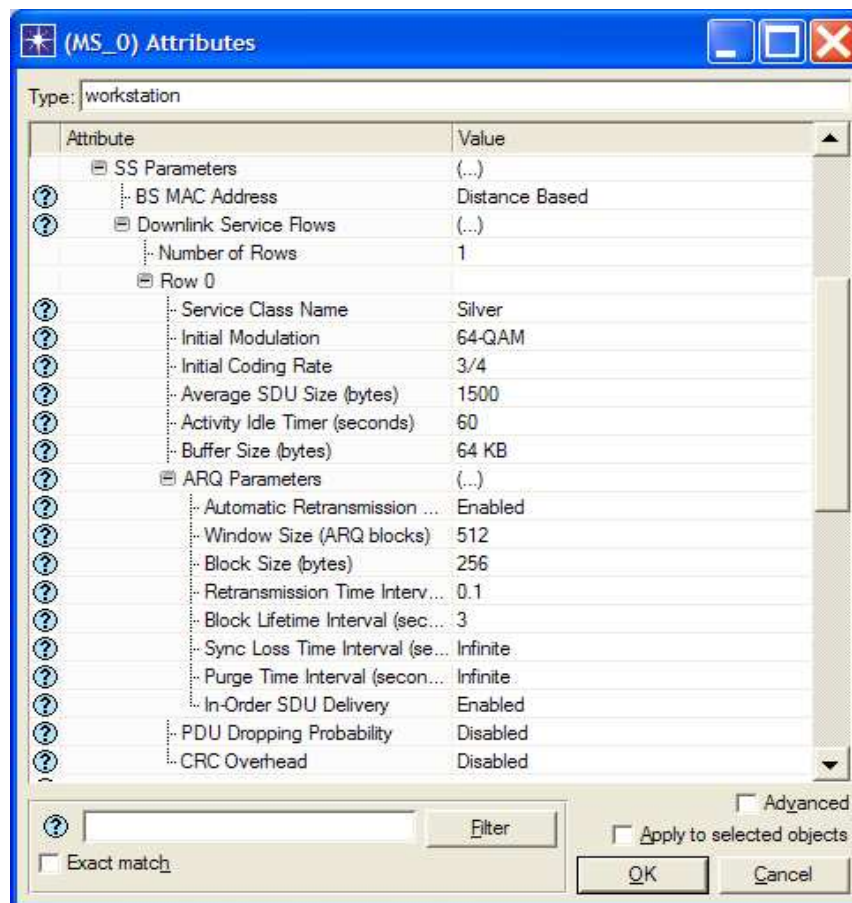 (MS_0) Attributes
Type: workstation
Attribute Value
SS Parameters (...)
BS MAC Address Distance Based
Downlink Service Flows (...)
Number of Rows 1
Row 0
Service Class Name Silver
Initial Modulation 64-QAM
Initial Coding Rate 3/4
Average SDU Size (bytes) 1500
Activity Idle Timer (seconds) 60
Buffer Size (bytes) 64 KB
ARQ Parameters (...)
Automatic Retransmission ... Enabled
Window Size (ARQ blocks) 512
Block Size (bytes) 256
Retransmission Time Interv... 0.1
Block Lifetime Interval (sec... 3
Sync Loss Time Interval (se... Infinite
Purge Time Interval (secon... Infinite
In-Order SDU Delivery Enabled
PDU Dropping Probability Disabled
CRC Overhead Disabled
Advanced
Filter Apply to selected objects
Exact match
OK Cancel